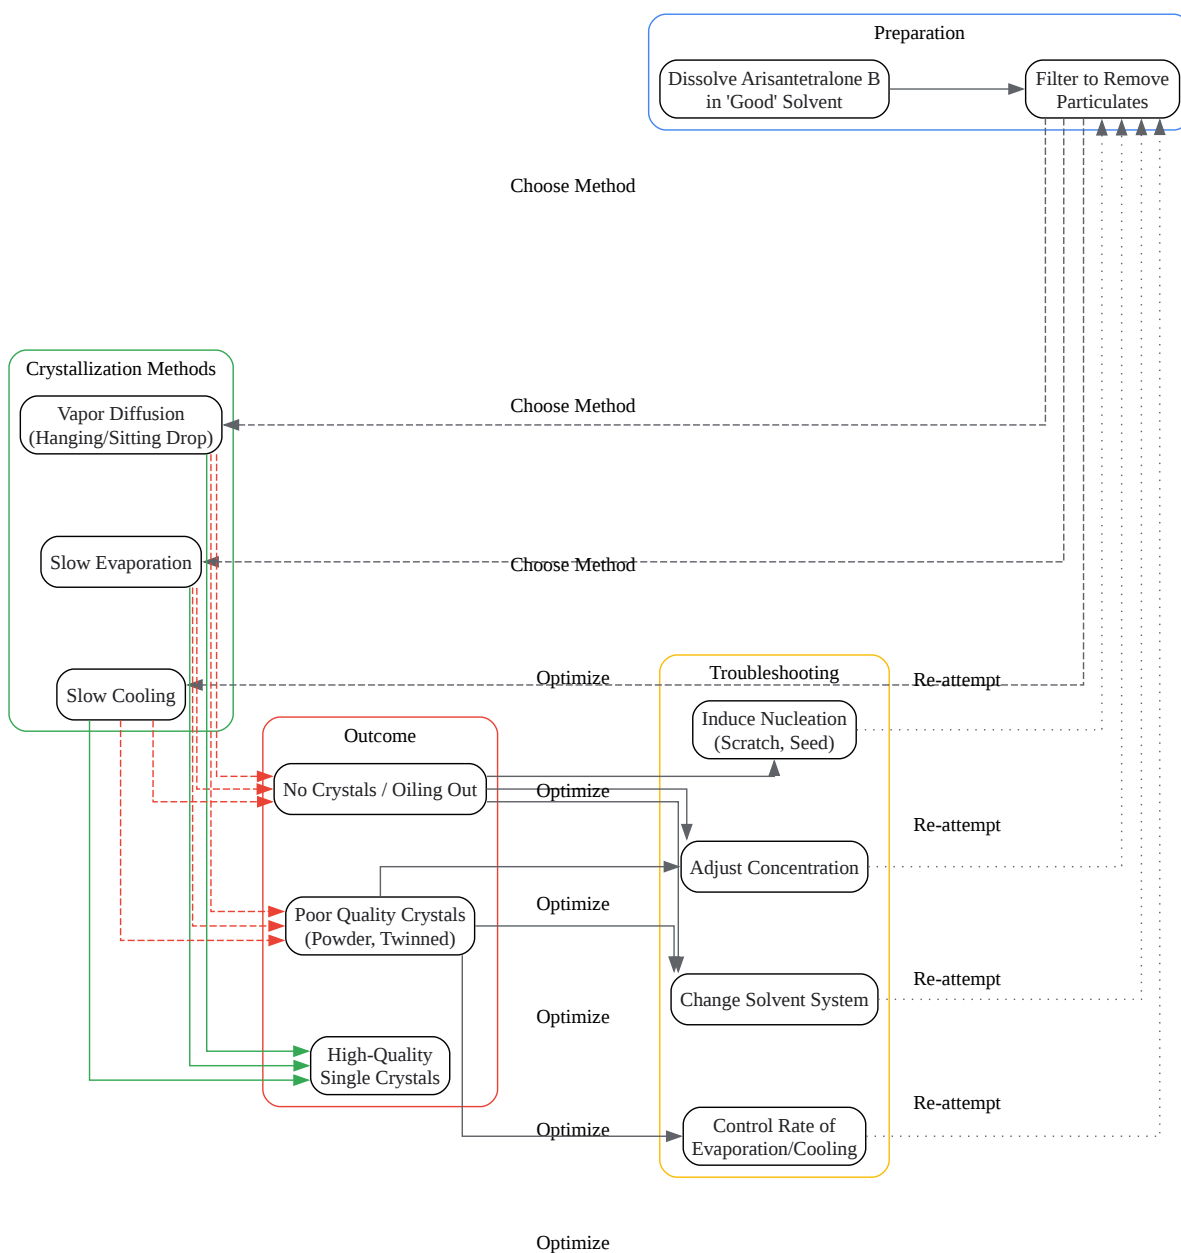 Preparation
Dissolve Arisantetralone B
in 'Good' Solvent
Filter to Remove
Particulates
Choose Method
Crystallization Methods
Vapor Diffusion
(Hanging/Sitting Drop)
Choose Method
Slow Evaporation
Choose Method
Slow Cooling
Optimize
Troubleshooting
Re-attempt
Induce Nucleation
(Scratch, Seed)
Outcome
No Crystals / Oiling Out
Optimize
Re-attempt
Adjust Concentration
Poor Quality Crystals
(Powder, Twinned)
Optimize
Re-attempt
Change Solvent System
Optimize
High-Quality
Single Crystals
Re-attempt
Control Rate of
Evaporation/Cooling
Optimize
Optimize